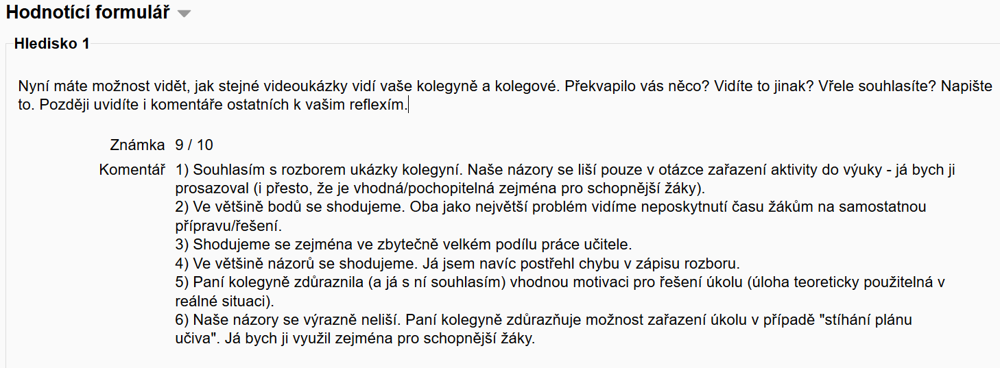 Hodnotící formulář
Hledisko 1
Nyní máte možnost vidět, jak stejné videoukázky vidí vaše kolegyně a kolegové. Překvapilo vás něco? Vidíte to jinak? Vřele souhlasíte? Napište
to. Později uvidíte i komentáře ostatních k vašim reflexím.
Známka 9 / 10
Komentář 1) Souhlasím s rozborem ukázky kolegyní. Naše názory se liší pouze v otázce zařazení aktivity do výuky - já bych ji
prosazoval (i přesto, že je vhodná/pochopitelná zejména pro schopnější žáky).
2) Ve většině bodů se shodujeme. Oba jako největší problém vidíme neposkytnutí času žákům na samostatnou
přípravu/řešení.
3) Shodujeme se zejména ve zbytečně velkém podílu práce učitele.
4) Ve většině názorů se shodujeme. Já jsem navíc postřehl chybu v zápisu rozboru.
5) Paní kolegyně zdůraznila (a já s ní souhlasím) vhodnou motivaci pro řešení úkolu (úloha teoreticky použitelná v
reálné situaci).
6) Naše názory se výrazně neliší. Paní kolegyně zdůrazňuje možnost zařazení úkolu v případě "stíhání plánu
učiva". Já bych ji využil zejména pro schopnější žáky.